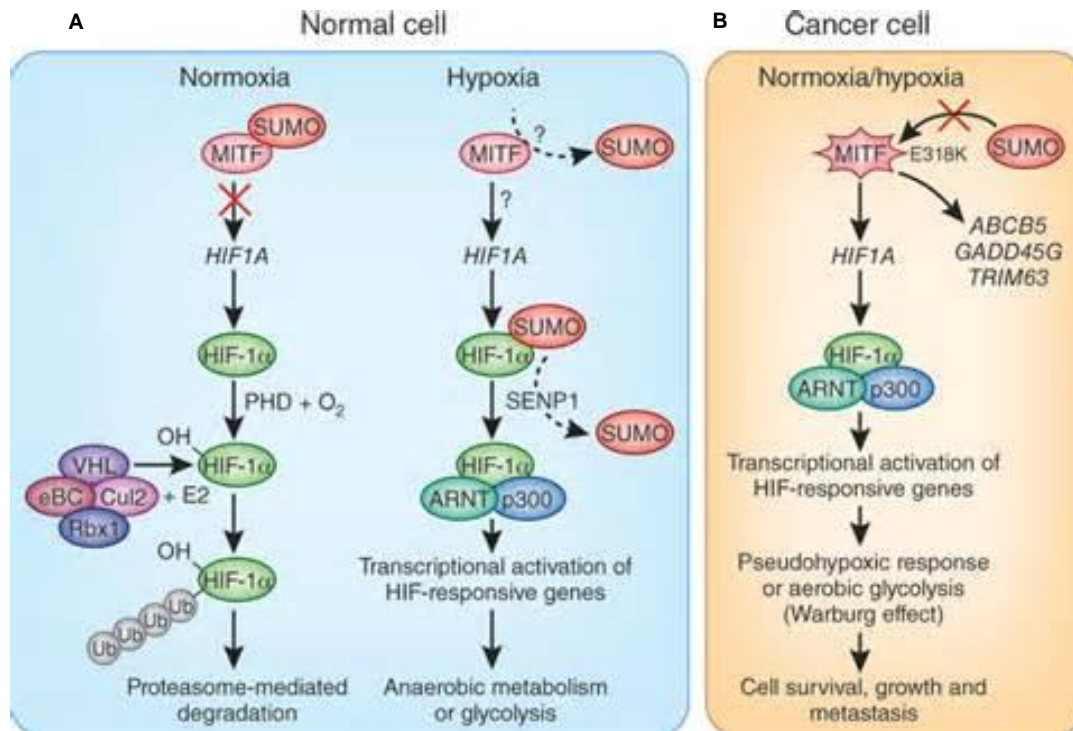 A
Normal cell
Normoxia
SUMO
MITF
HIF1A
HIF-1α
PHD + O2
OH
HIF-1α
VHL
eBC
Cul2
+ E2
Rbx1
OH
HIF-1α
Ub
Ub
Ub
Ub
Proteasome-mediated
degradation
Hypoxia
?
MITF
SUMO
?
HIF1A
SUMO
HIF-1α
SENP1
SUMO
HIF-1α
ARNT
p300
Transcriptional activation of
HIF-responsive genes
Anaerobic metabolism
or glycolysis
B
Cancer cell
Normoxia/hypoxia
MITF
E318K
SUMO
ABCB5
GADD45G
TRIM63
HIF1A
HIF-1α
ARNT
p300
Transcriptional activation of
HIF-responsive genes
Pseudohypoxic response
or aerobic glycolysis
(Warburg effect)
Cell survival, growth and
metastasis